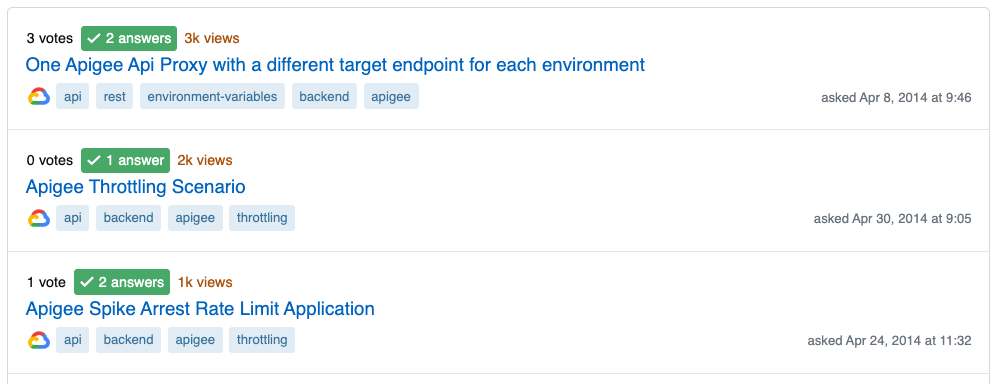 3 votes 2 answers 3k views
One Apigee Api Proxy with a different target endpoint for each environment
api rest environment-variables backend apigee asked Apr 8, 2014 at 9:46
0 votes 1 answer 2k views
Apigee Throttling Scenario
api backend apigee throttling asked Apr 30, 2014 at 9:05
1 vote 2 answers 1k views
Apigee Spike Arrest Rate Limit Application
api backend apigee throttling asked Apr 24, 2014 at 11:32